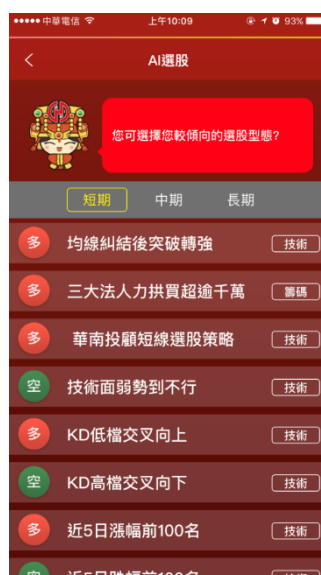 中華電信 上午10:09 93%
AI選股
您可選擇您較傾向的選股型態?
短期 中期 長期
多 均線糾結後突破轉強 技術
多 三大法人力拱買超逾千萬 籌碼
多 華南投顧短線選股策略 技術
空 技術面弱勢到不行 技術
多 KD低檔交叉向上 技術
空 KD高檔交叉向下 技術
多 近5日漲幅前100名 技術